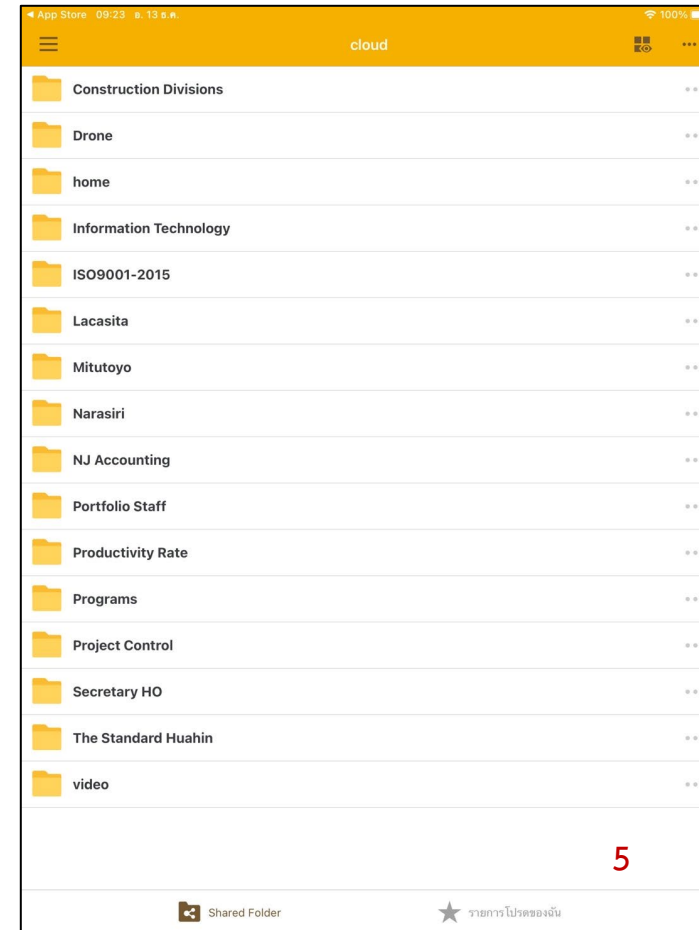 ◄ App Store 09:23 อ. 13 ธ.ค. 100%
cloud
Construction Divisions
Drone
home
Information Technology
ISO9001-2015
Lacasita
Mitutoyo
Narasiri
NJ Accounting
Portfolio Staff
Productivity Rate
Programs
Project Control
Secretary HO
The Standard Huahin
video
5
Shared Folder รายการโปรดของฉัน